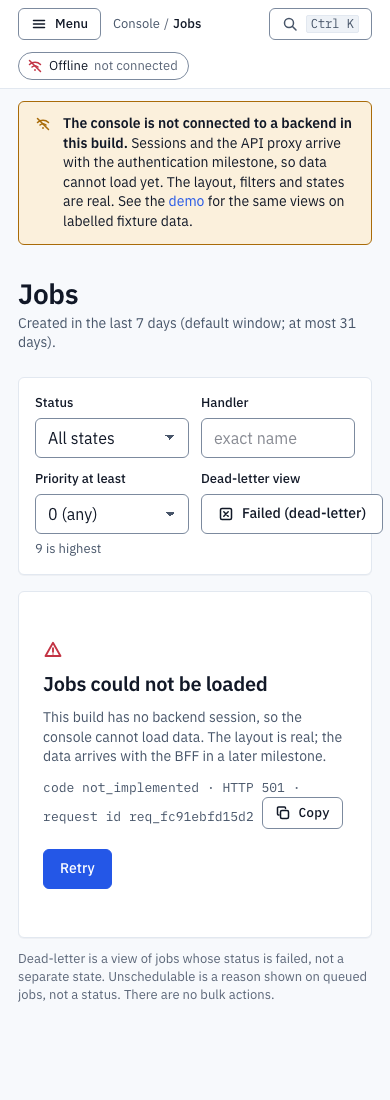 Menu
Console / Jobs
Ctrl K
Offline not connected
The console is not connected to a backend in
this build. Sessions and the API proxy arrive
with the authentication milestone, so data
cannot load yet. The layout, filters and states
are real. See the demo for the same views on
labelled fixture data.
Jobs
Created in the last 7 days (default window; at most 31
days).
Status
Handler
All states
exact name
Priority at least
Dead-letter view
0 (any)
Failed (dead-letter)
9 is highest
Jobs could not be loaded
This build has no backend session, so the
console cannot load data. The layout is real; the
data arrives with the BFF in a later milestone.
code not_implemented · HTTP 501 ·
request id req_fc91ebfd15d2 Copy
Retry
Dead-letter is a view of jobs whose status is failed, not a
separate state. Unschedulable is a reason shown on queued
jobs, not a status. There are no bulk actions.